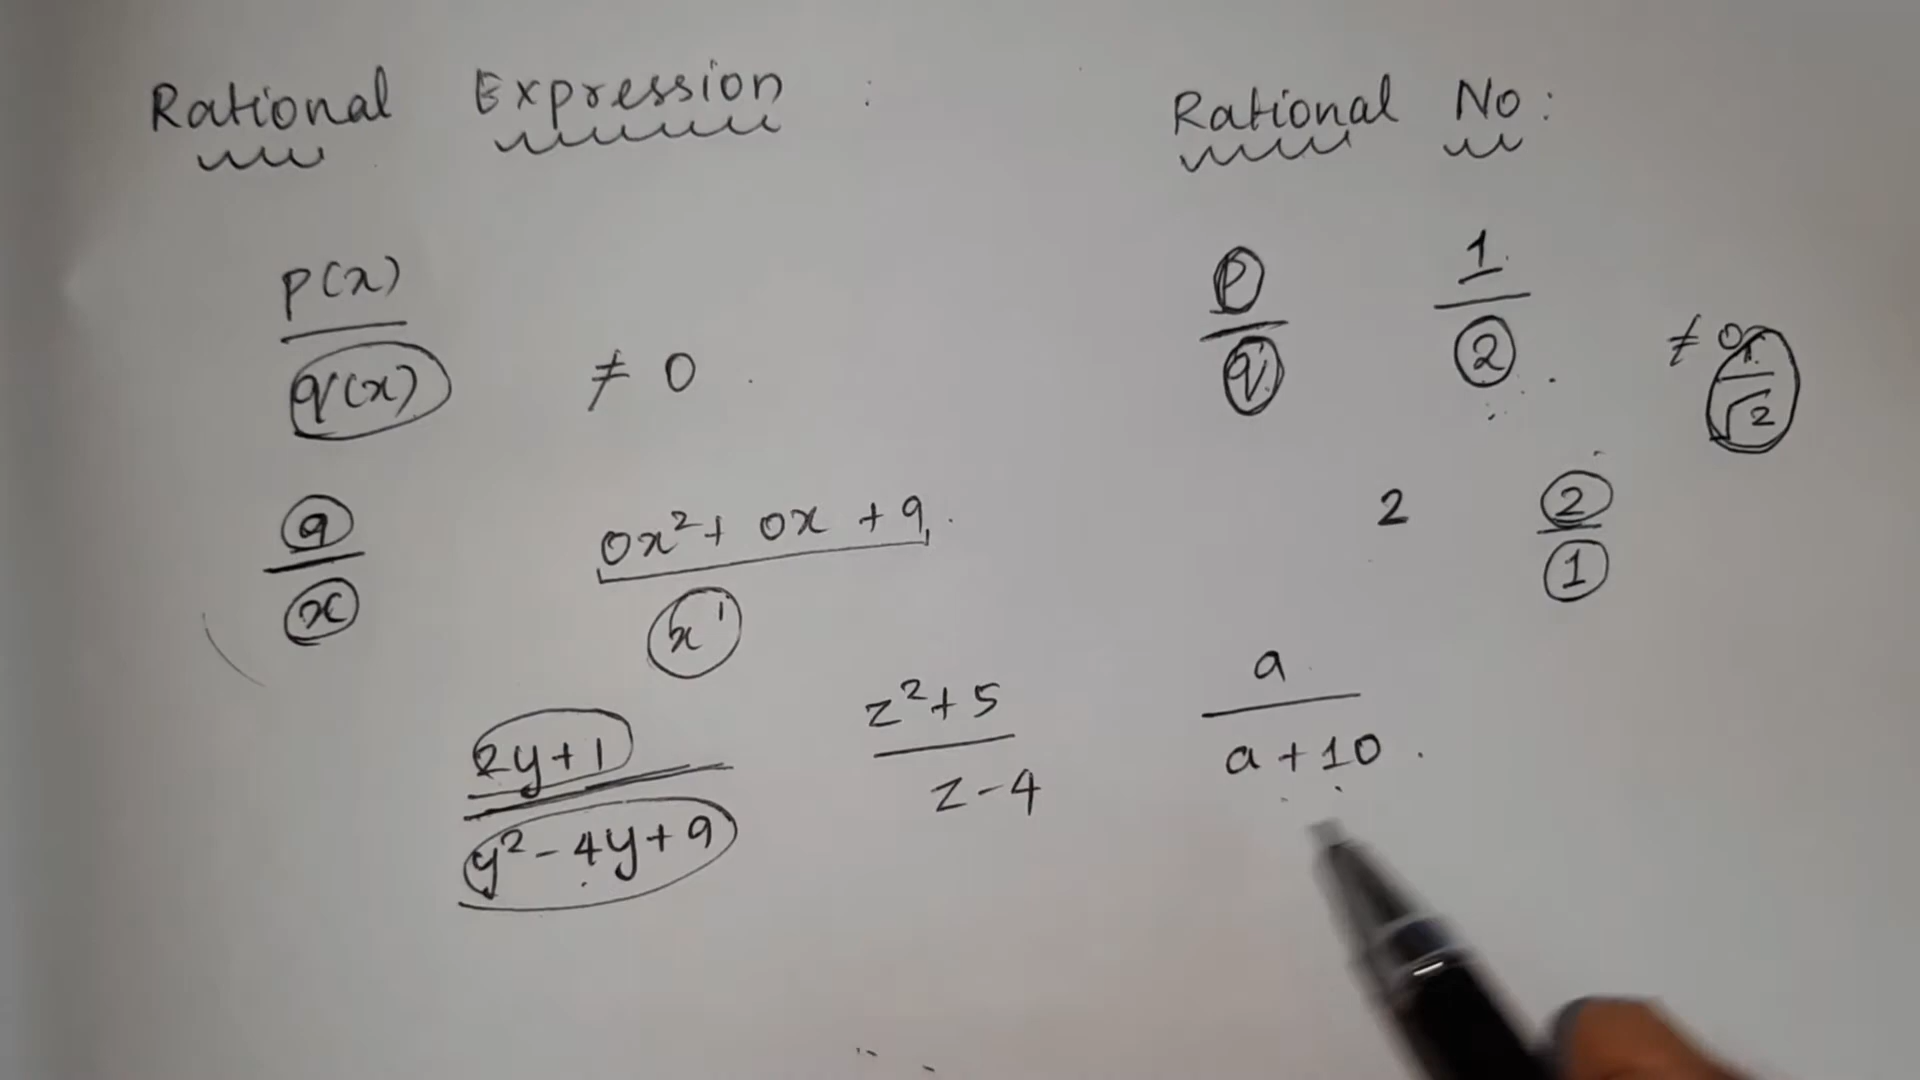 Rational Expression :
Rational No :
p(x)
q(x)
≠ 0
p
q
1
2
≠ 0
1
√2
9
x
0x² + 0x + 9
x¹
2
2
1
2y+1
y² - 4y + 9
z² + 5
z - 4
a
a + 10